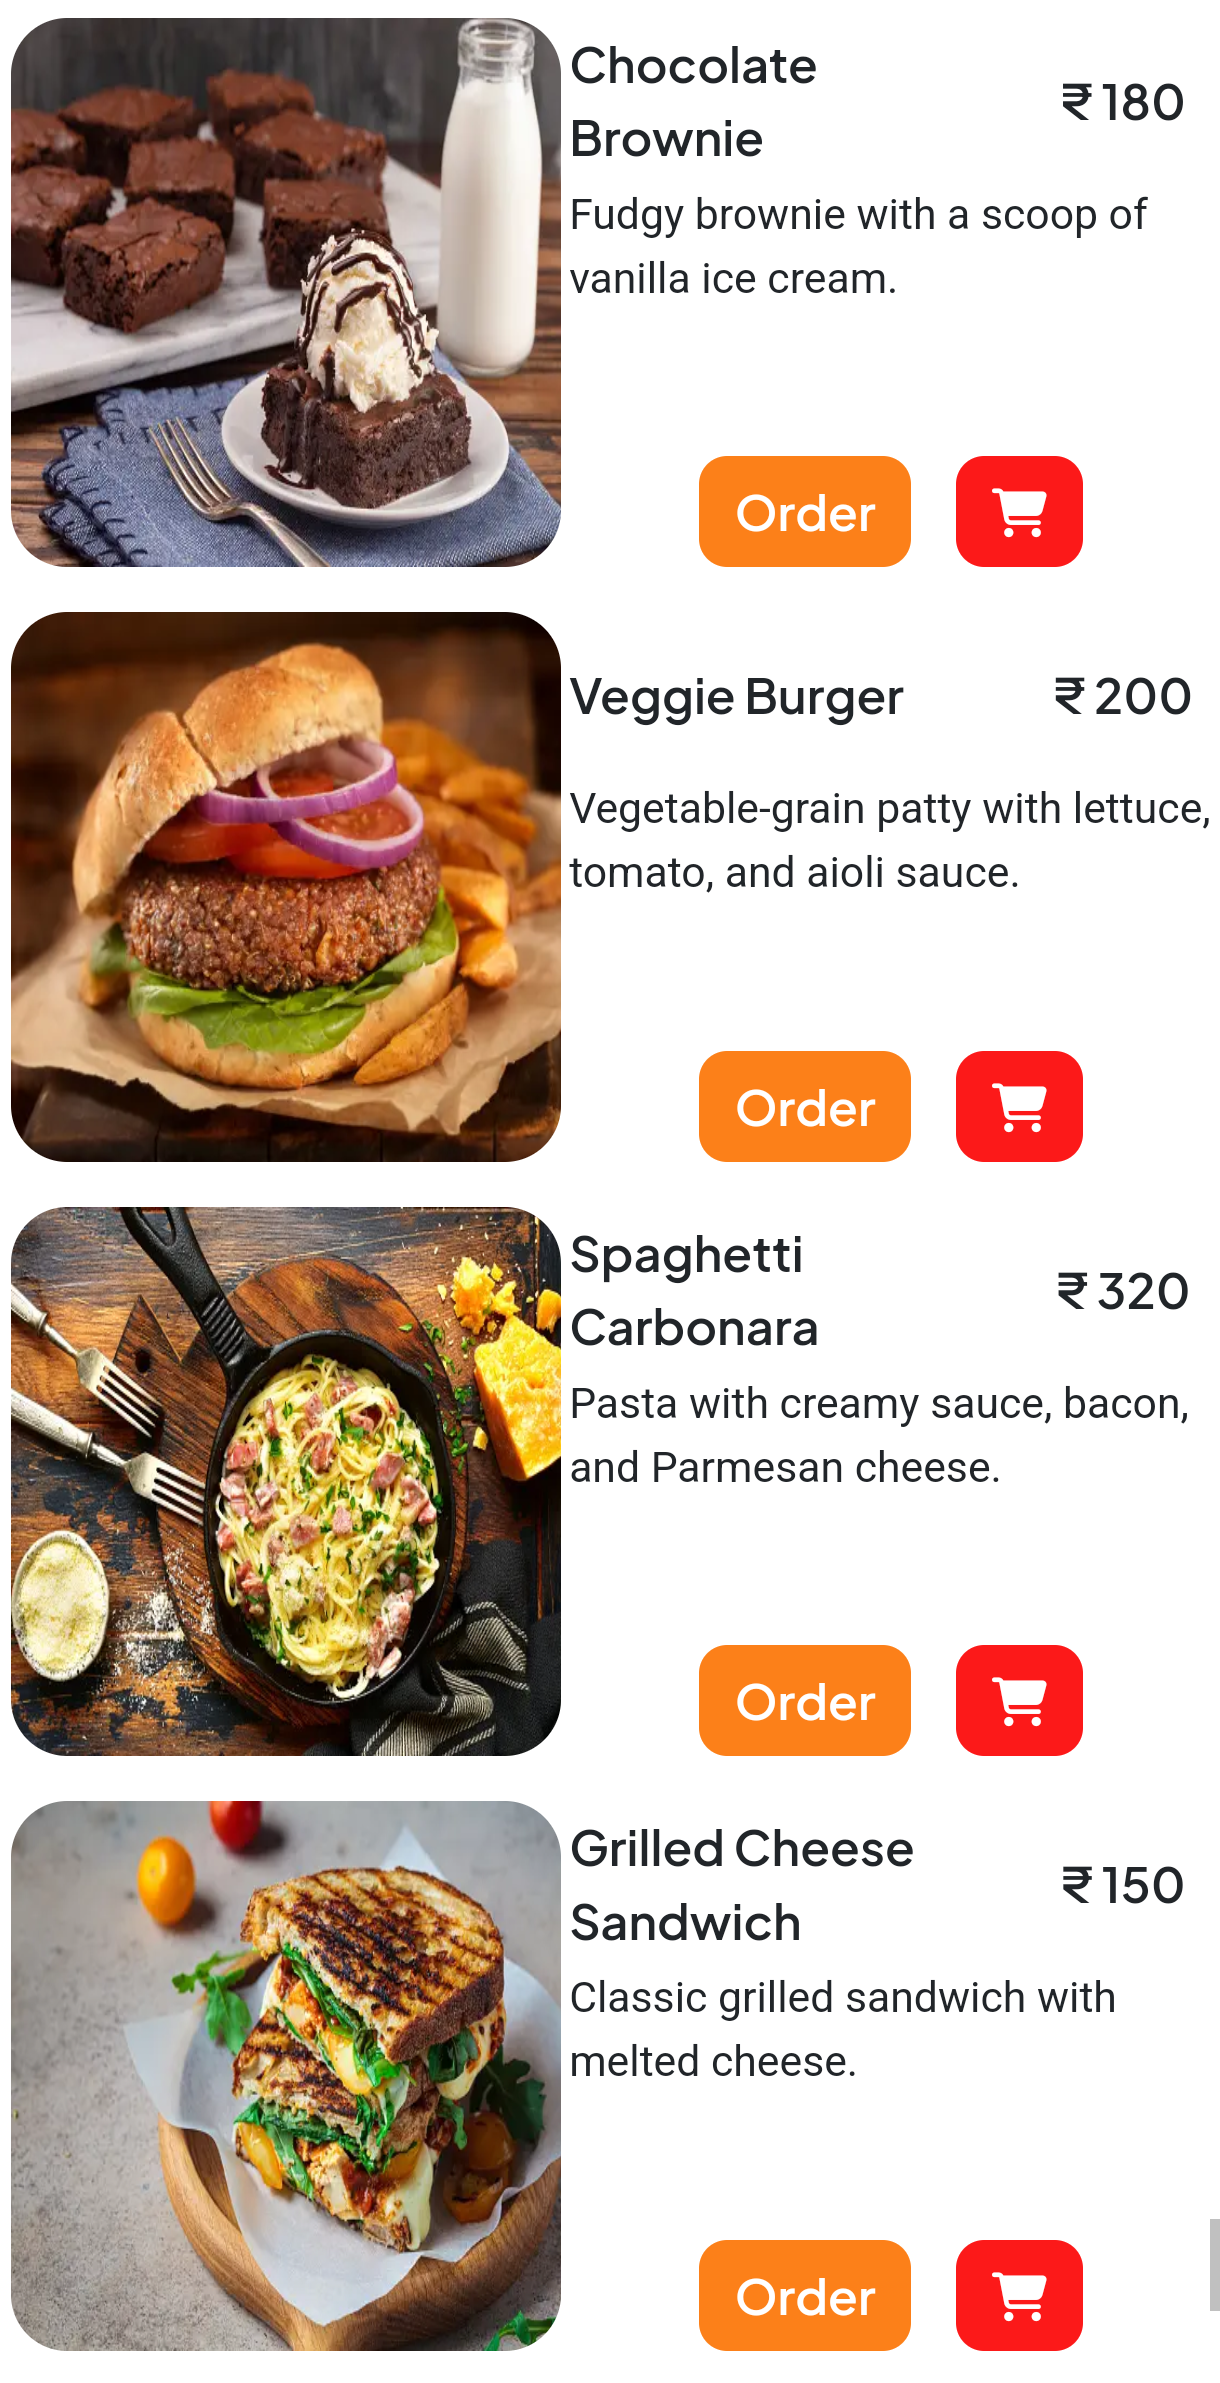 Chocolate
Brownie
₹ 180
Fudgy brownie with a scoop of
vanilla ice cream.
Order
Veggie Burger
₹ 200
Vegetable-grain patty with lettuce,
tomato, and aioli sauce.
Order
Spaghetti
Carbonara
₹ 320
Pasta with creamy sauce, bacon,
and Parmesan cheese.
Order
Grilled Cheese
Sandwich
₹ 150
Classic grilled sandwich with
melted cheese.
Order